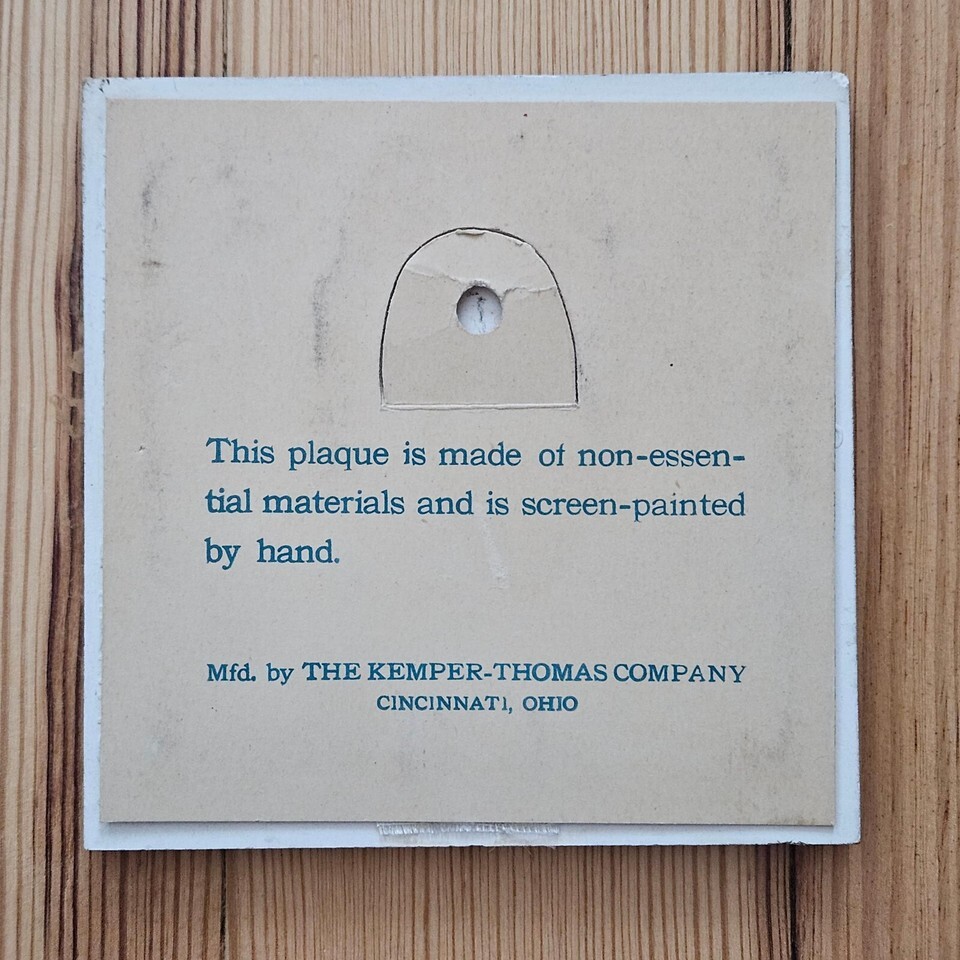 This plaque is made of non-essen-
tial materials and is screen-painted
by hand.
Mfd. by THE KEMPER-THOMAS COMPANY
CINCINNATI, OHIO